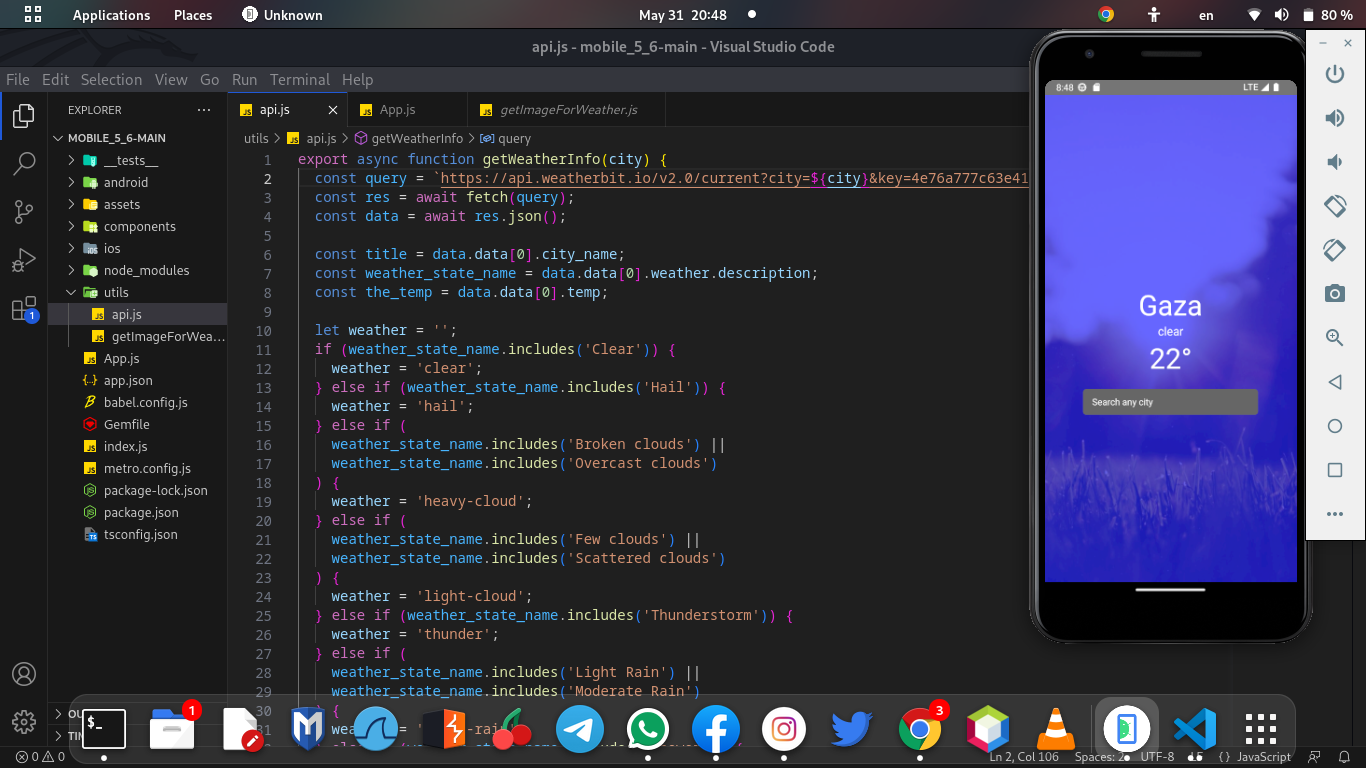 Applications Places Unknown May 31 20:48 en 80 %
api.js - mobile_5_6-main - Visual Studio Code
File Edit Selection View Go Run Terminal Help
EXPLORER
MOBILE_5_6-MAIN
__tests__
android
assets
components
ios
node_modules
utils
api.js
getImageForWea...
App.js
app.json
babel.config.js
Gemfile
index.js
metro.config.js
package-lock.json
package.json
tsconfig.json
1
api.js App.js getImageForWeather.js
utils > api.js > getWeatherInfo > query
1 export async function getWeatherInfo(city) {
2 const query = `https://api.weatherbit.io/v2.0/current?city=${city}&key=4e76a777c63e41
3 const res = await fetch(query);
4 const data = await res.json();
5
6 const title = data.data[0].city_name;
7 const weather_state_name = data.data[0].weather.description;
8 const the_temp = data.data[0].temp;
9
10 let weather = '';
11 if (weather_state_name.includes('Clear')) {
12 weather = 'clear';
13 } else if (weather_state_name.includes('Hail')) {
14 weather = 'hail';
15 } else if (
16 weather_state_name.includes('Broken clouds') ||
17 weather_state_name.includes('Overcast clouds')
18 ) {
19 weather = 'heavy-cloud';
20 } else if (
21 weather_state_name.includes('Few clouds') ||
22 weather_state_name.includes('Scattered clouds')
23 ) {
24 weather = 'light-cloud';
25 } else if (weather_state_name.includes('Thunderstorm')) {
26 weather = 'thunder';
27 } else if (
28 weather_state_name.includes('Light Rain') ||
29 weather_state_name.includes('Moderate Rain')
30 ) {
31
8:48 LTE
Gaza
clear
22°
Search any city
$_
1
3
0 0 Ln 2, Col 106 Spaces: 2 UTF-8 LF {} JavaScript